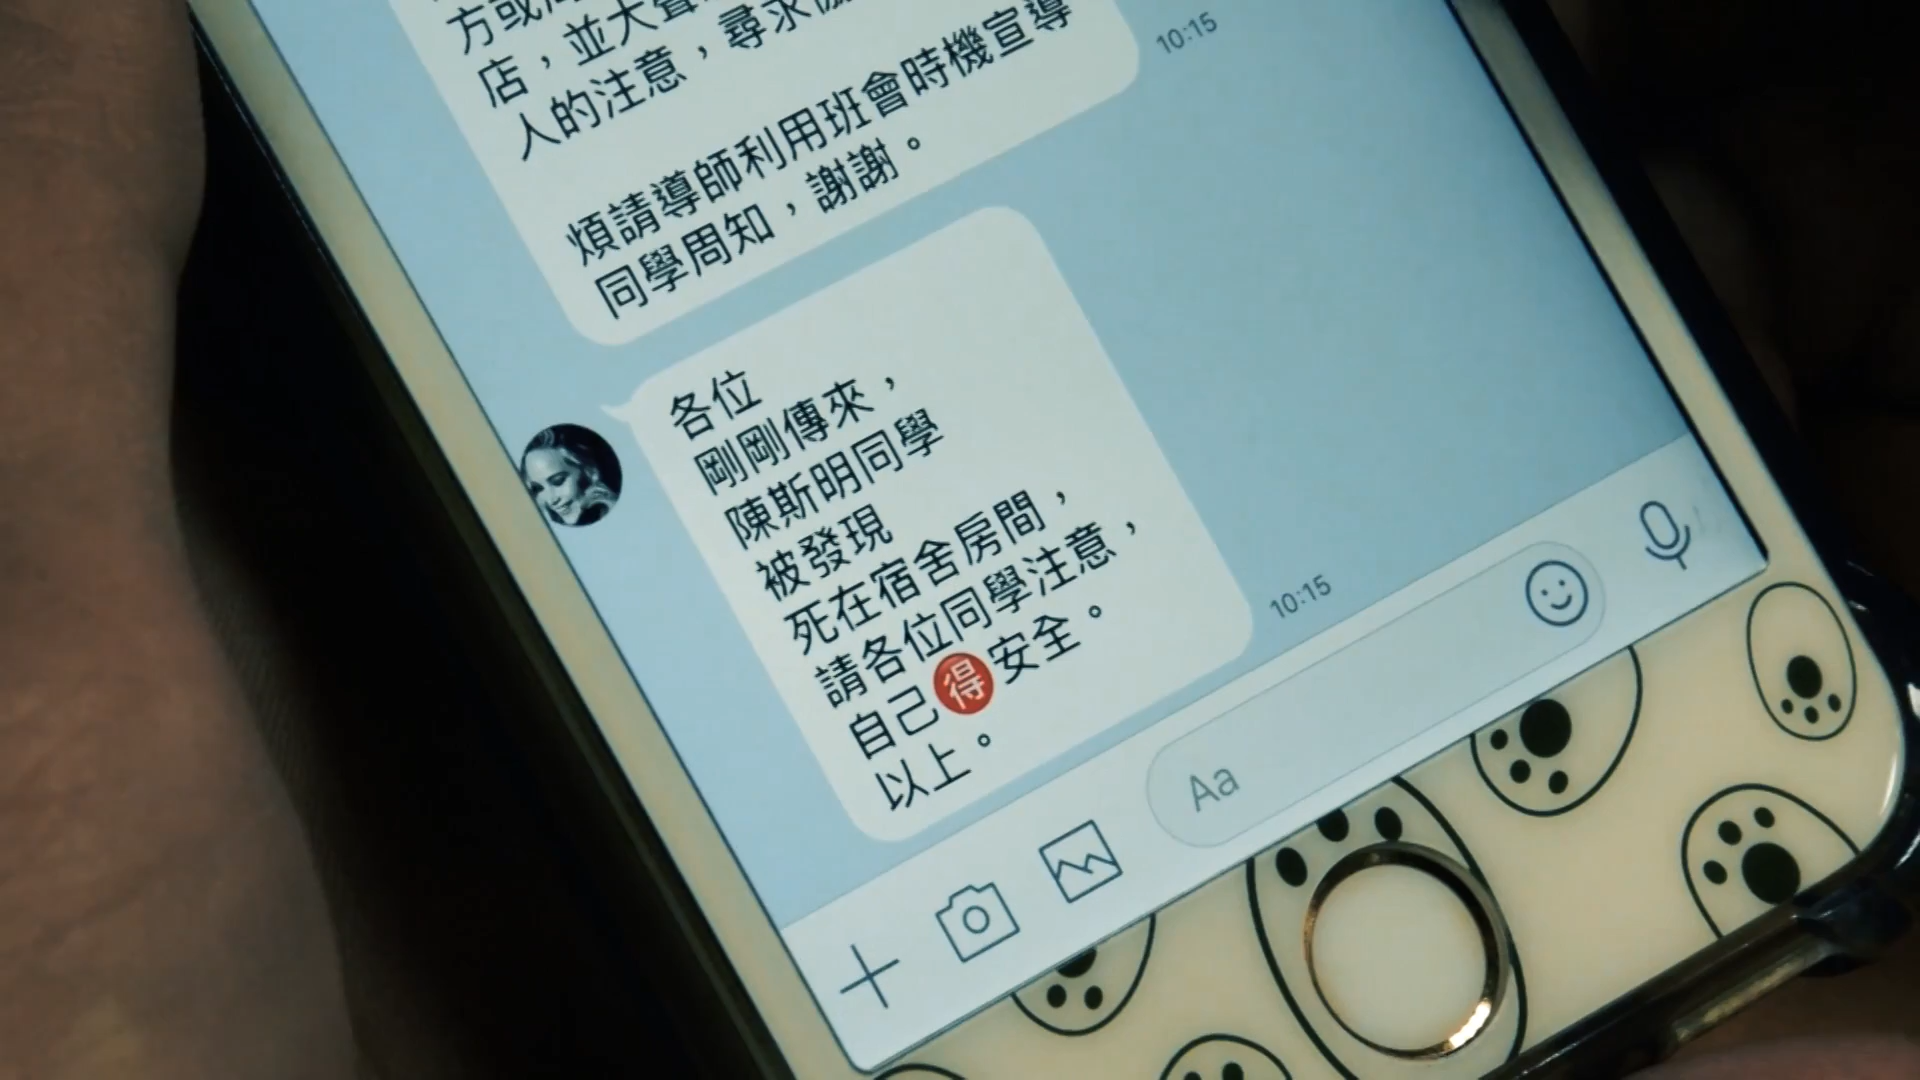 方或
店，並大聲
人的注意，尋求
煩請導師利用班會時機宣導
同學周知，謝謝。
10:15
各位
剛剛傳來，
陳斯明同學
被發現
死在宿舍房間，
請各位同學注意，
自己得安全。
以上。
10:15
Aa